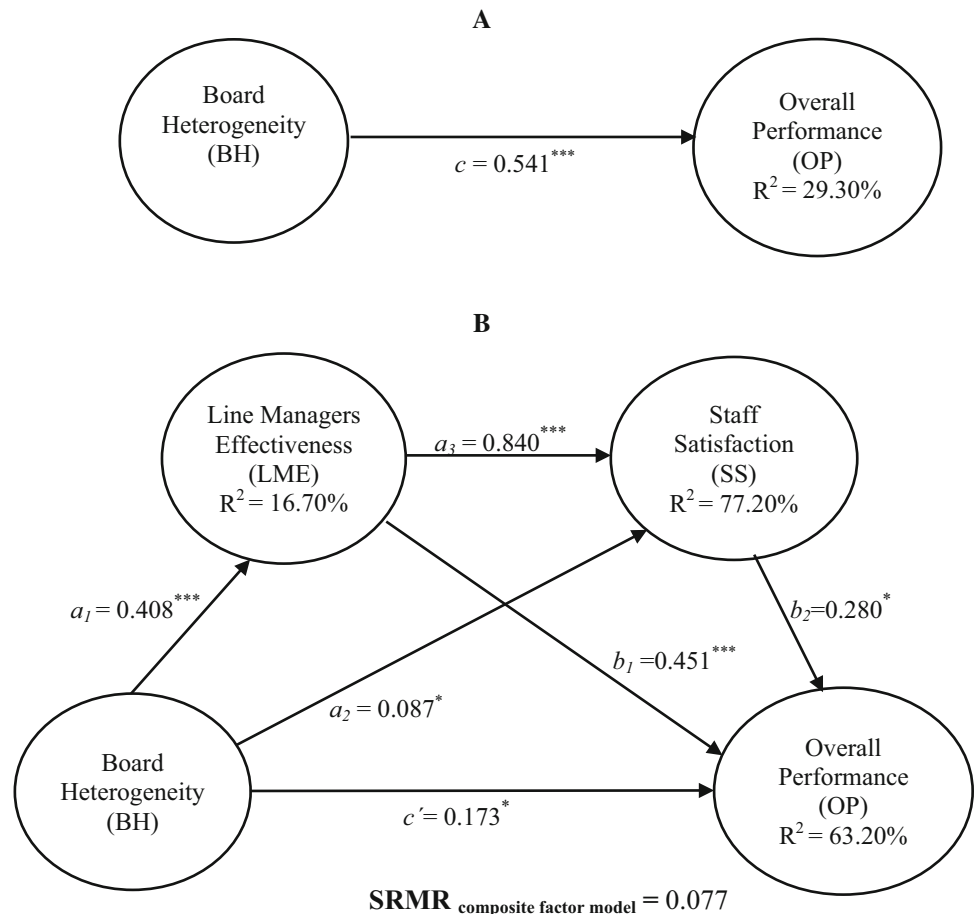 A
Board
Heterogeneity
(BH)
Overall
Performance
(OP)
R² = 29.30%
c = 0.541***
B
Line Managers
Effectiveness
(LME)
R² = 16.70%
a₃ = 0.840***
Staff
Satisfaction
(SS)
R² = 77.20%
a₁ = 0.408***
b₂=0.280*
b₁ =0.451***
a₂ = 0.087*
Board
Heterogeneity
(BH)
Overall
Performance
(OP)
R² = 63.20%
c´= 0.173*
SRMR composite factor model = 0.077